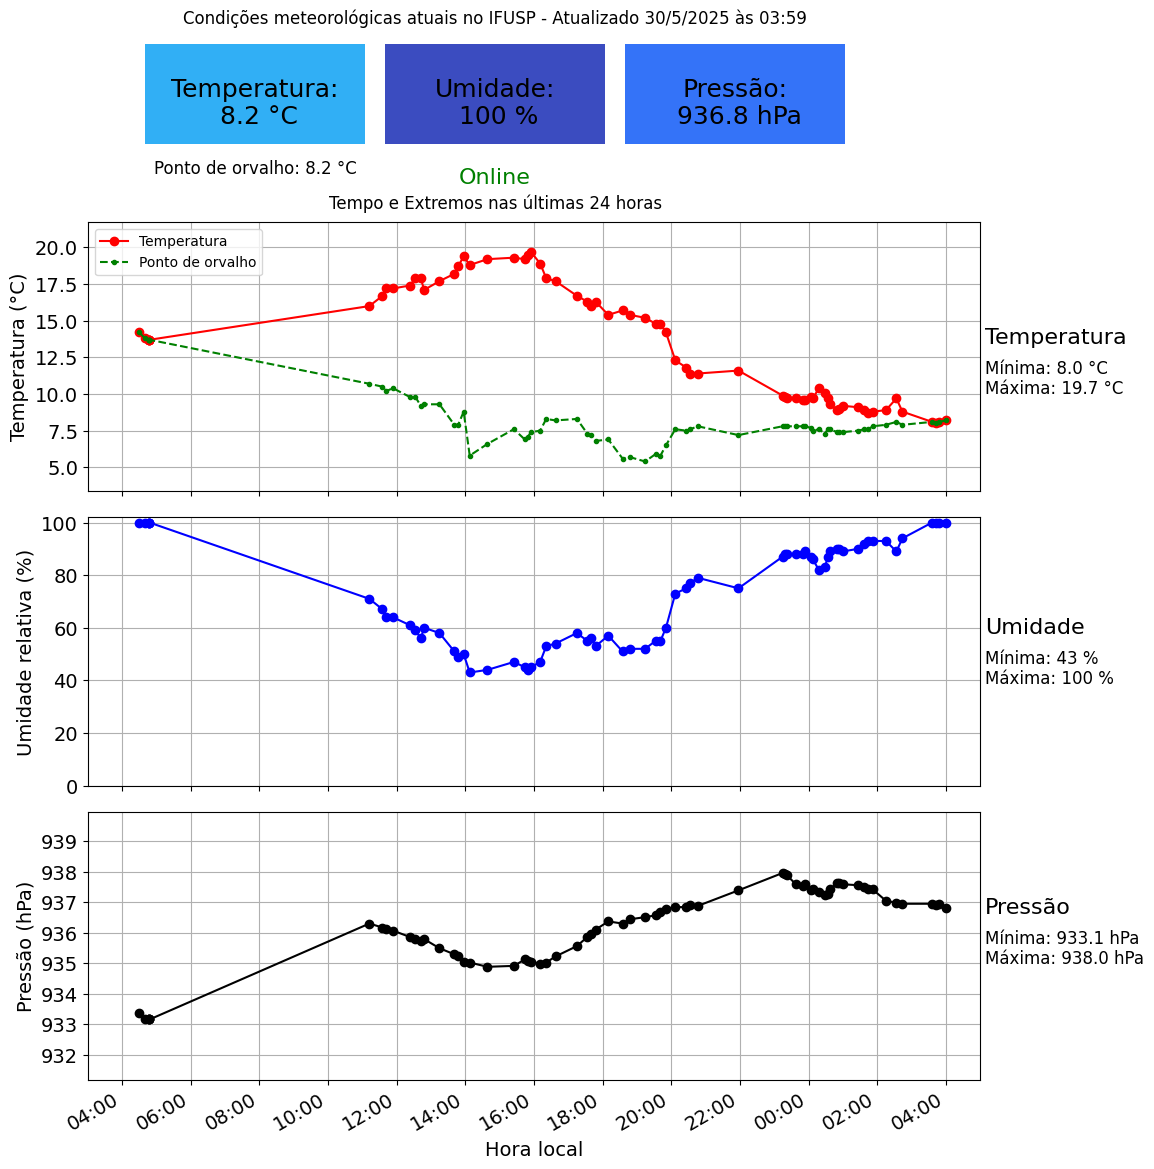 Condições meteorológicas atuais no IFUSP - Atualizado 30/5/2025 às 03:59
Temperatura:
8.2 °C
Umidade:
100 %
Pressão:
936.8 hPa
Ponto de orvalho: 8.2 °C
Online
Tempo e Extremos nas últimas 24 horas
Temperatura
Ponto de orvalho
Temperatura (°C)
20.0
17.5
15.0
12.5
10.0
7.5
5.0
Temperatura
Mínima: 8.0 °C
Máxima: 19.7 °C
Umidade relativa (%)
100
80
60
40
20
0
Umidade
Mínima: 43 %
Máxima: 100 %
Pressão (hPa)
939
938
937
936
935
934
933
932
Pressão
Mínima: 933.1 hPa
Máxima: 938.0 hPa
04:00
06:00
08:00
10:00
12:00
14:00
16:00
18:00
20:00
22:00
00:00
02:00
04:00
Hora local